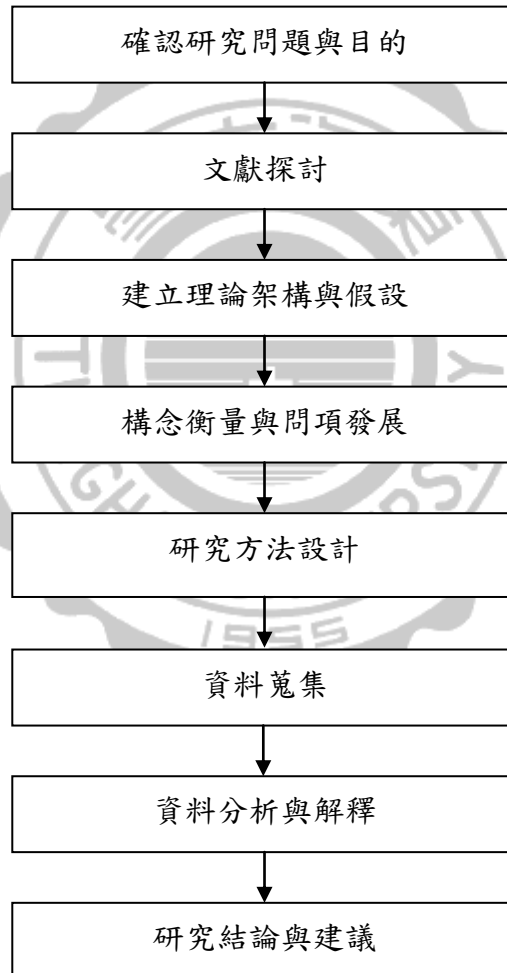 確認研究問題與目的
文獻探討
建立理論架構與假設
構念衡量與問項發展
研究方法設計
1955
資料蒐集
資料分析與解釋
研究結論與建議